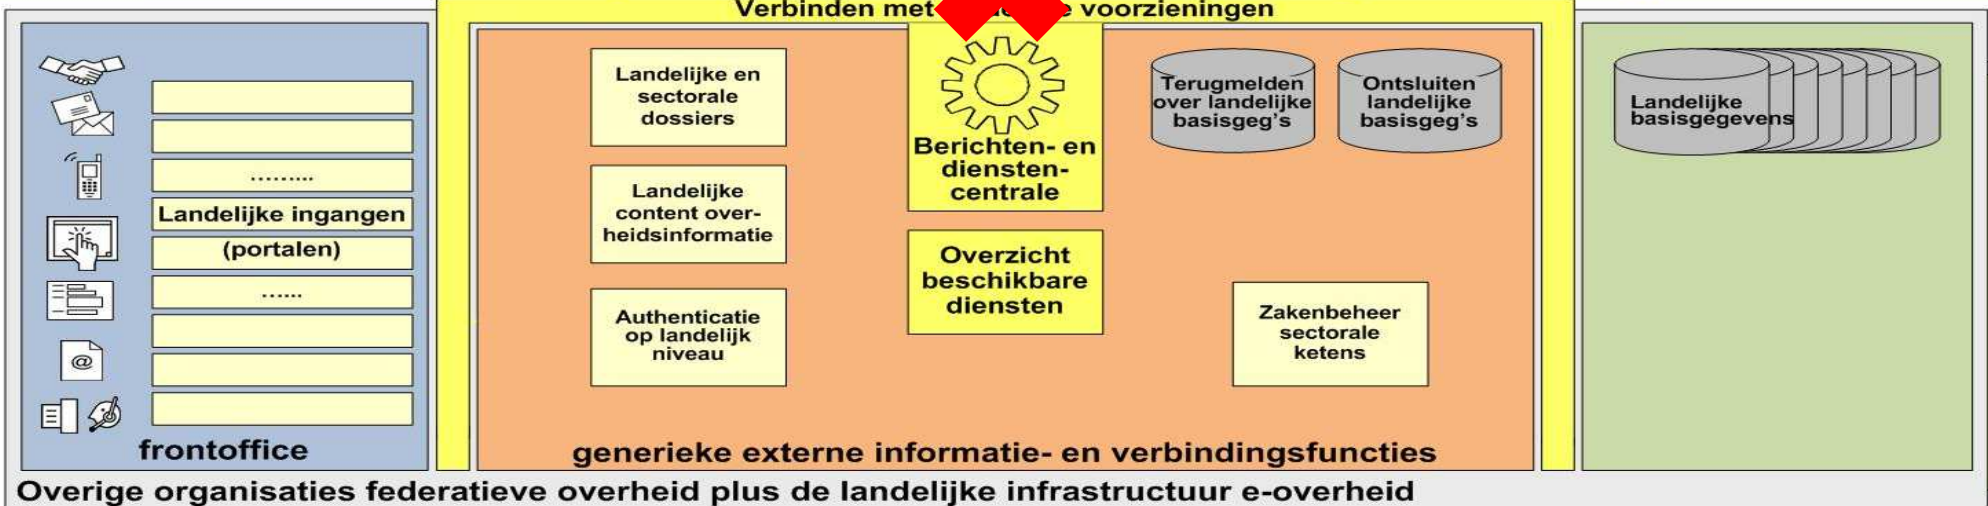 Verbinden met voorzieningen
.........
Landelijke ingangen
(portalen)
......
@
frontoffice
Landelijke en
sectorale
dossiers
Landelijke
content over-
heidsinformatie
Authenticatie
op landelijk
niveau
Berichten- en
diensten-
centrale
Overzicht
beschikbare
diensten
Terugmelden
over landelijke
basisgeg's
Ontsluiten
landelijke
basisgeg's
Zakenbeheer
sectorale
ketens
generieke externe informatie- en verbindingsfuncties
Landelijke
basisgegevens
Overige organisaties federatieve overheid plus de landelijke infrastructuur e-overheid